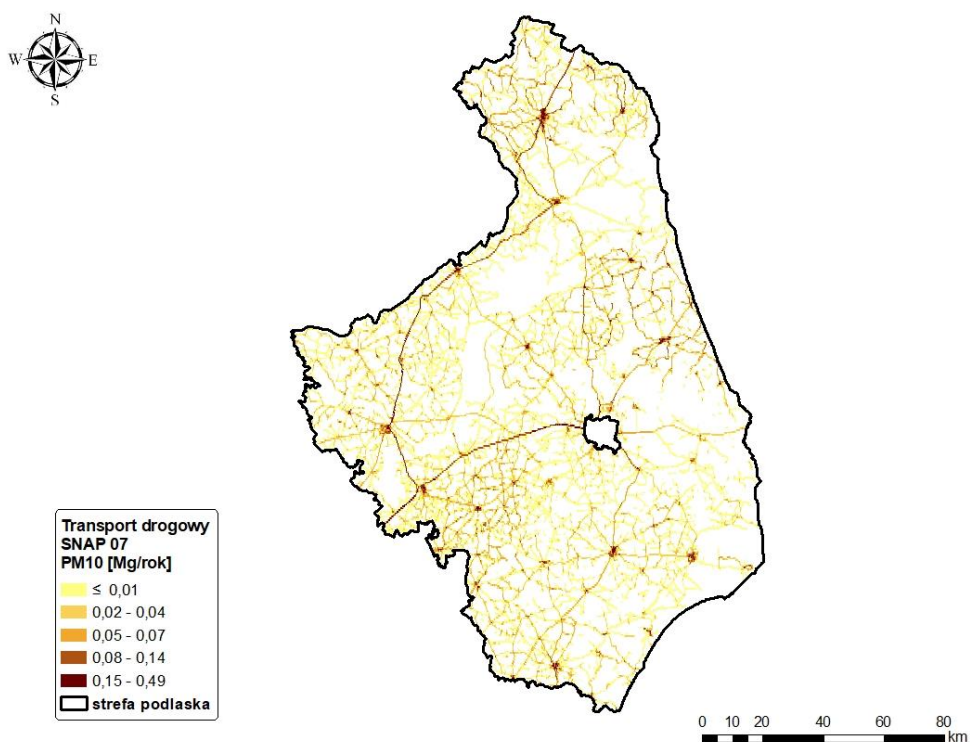 N
W E
S
Transport drogowy
SNAP 07
PM10 [Mg/rok]
≤ 0,01
0,02 - 0,04
0,05 - 0,07
0,08 - 0,14
0,15 - 0,49
strefa podlaska
0 10 20 40 60 80
km